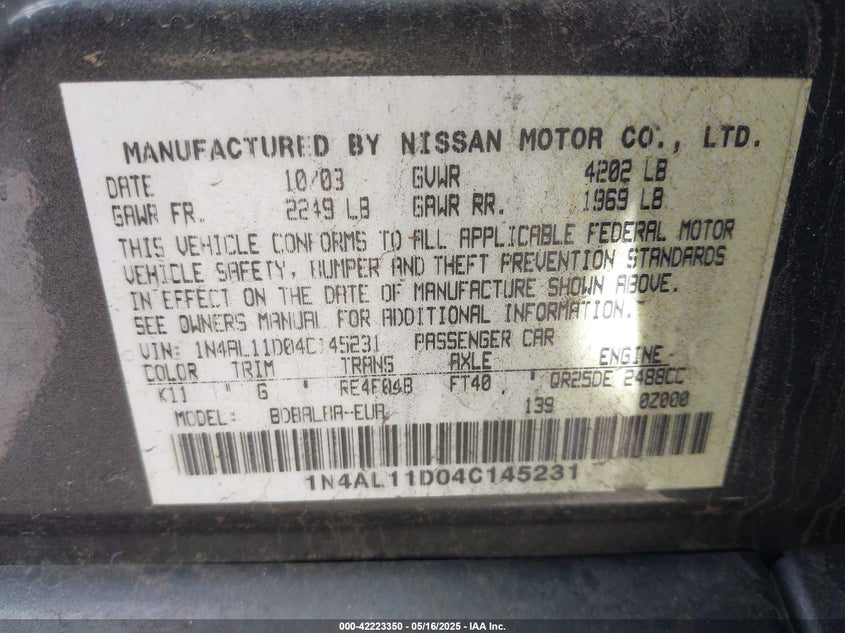 MANUFACTURED BY NISSAN MOTOR CO., LTD.
DATE 10/03 GVWR 4202 LB
GAWR FR. 2249 LB GAWR RR. 1969 LB
THIS VEHICLE CONFORMS TO ALL APPLICABLE FEDERAL MOTOR
VEHICLE SAFETY, BUMPER AND THEFT PREVENTION STANDARDS
IN EFFECT ON THE DATE OF MANUFACTURE SHOWN ABOVE.
SEE OWNERS MANUAL FOR ADDITIONAL INFORMATION.
VIN: 1N4AL11D04C145231 PASSENGER CAR
COLOR TRIM TRANS AXLE ENGINE
K11 " G " RE4F04B FT40 " QR25DE 2488CC
MODEL: 139 0Z000
1N4AL11D04C145231
000-42223350 - 05/16/2025 - IAA Inc.